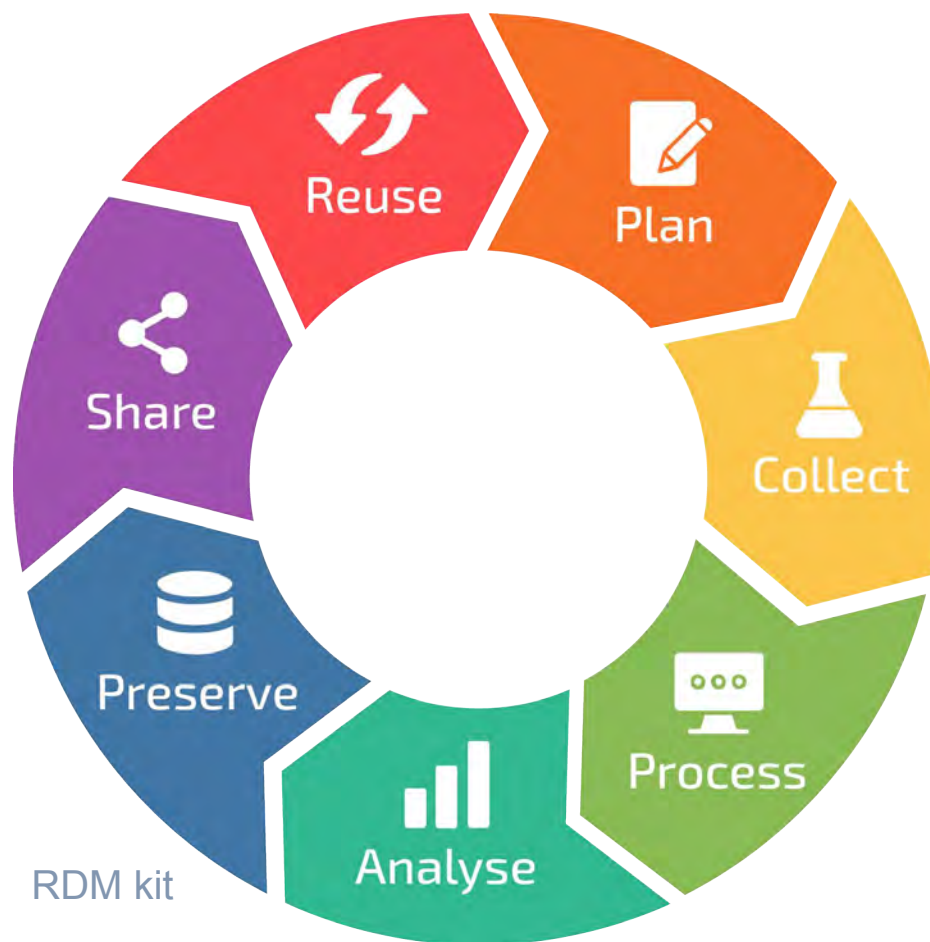 Reuse
Plan
Share
Collect
Preserve
Process
Analyse
RDM kit